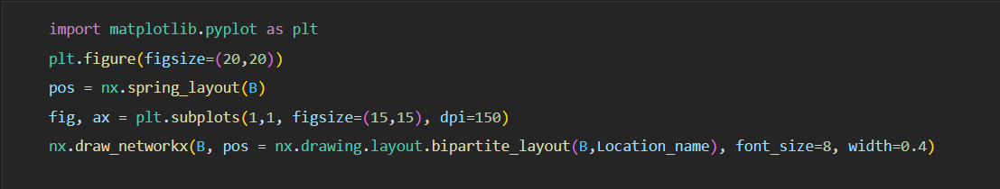 import matplotlib.pyplot as plt
plt.figure(figsize=(20,20))
pos = nx.spring_layout(B)
fig, ax = plt.subplots(1,1, figsize=(15,15), dpi=150)
nx.draw_networkx(B, pos = nx.drawing.layout.bipartite_layout(B,Location_name), font_size=8, width=0.4)